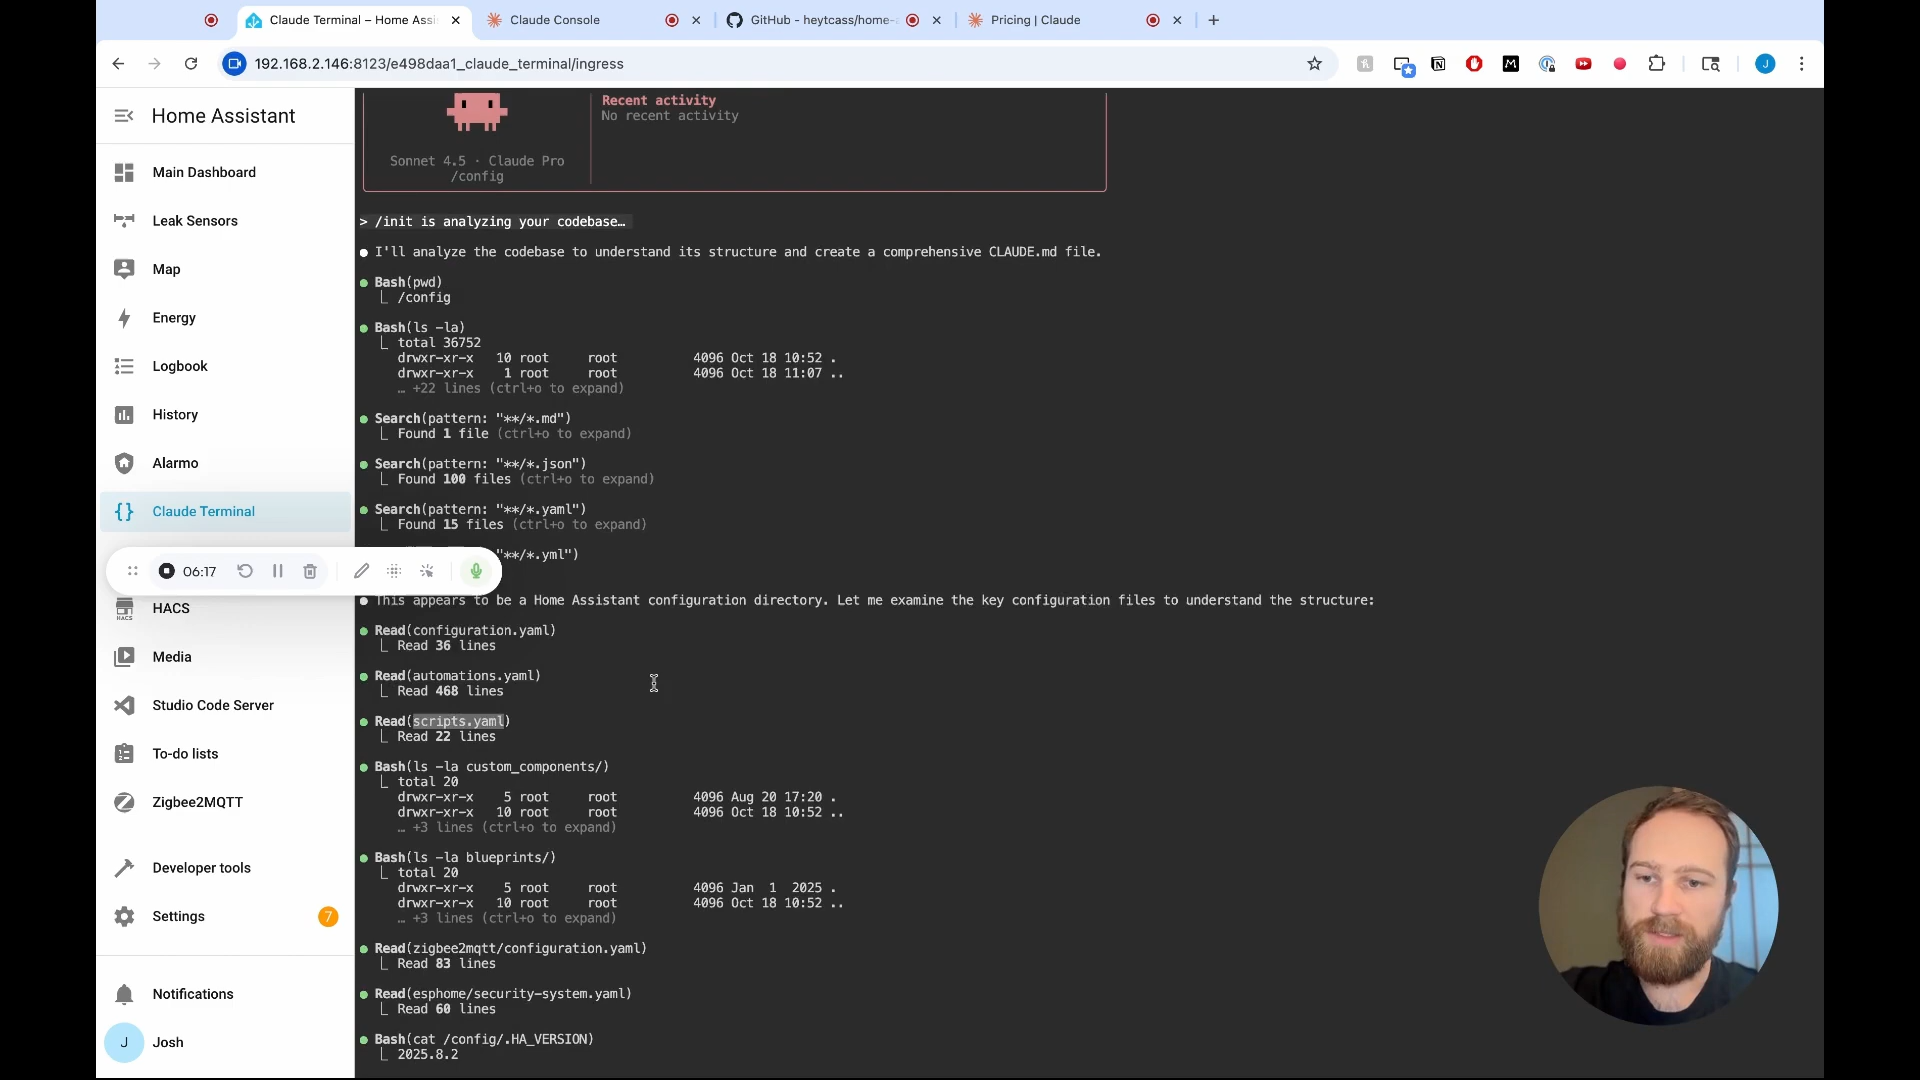 Claude Terminal – Home Assi
Claude Console
GitHub - heytcass/home-
Pricing | Claude
192.168.2.146:8123/e498daa1_claude_terminal/ingress
J
Home Assistant
Main Dashboard
Leak Sensors
Map
Energy
Logbook
History
Alarmo
Claude Terminal
06:17
HACS
HACS
Media
Studio Code Server
To-do lists
Zigbee2MQTT
Developer tools
Settings 7
Notifications
J Josh
Recent activity
No recent activity
Sonnet 4.5 · Claude Pro
/config
> /init is analyzing your codebase…
● I'll analyze the codebase to understand its structure and create a comprehensive CLAUDE.md file.
● Bash(pwd)
⎿ /config
● Bash(ls -la)
⎿ total 36752
drwxr-xr-x 10 root root 4096 Oct 18 10:52 .
drwxr-xr-x 1 root root 4096 Oct 18 11:07 ..
… +22 lines (ctrl+o to expand)
● Search(pattern: "**/*.md")
⎿ Found 1 file (ctrl+o to expand)
● Search(pattern: "**/*.json")
⎿ Found 100 files (ctrl+o to expand)
● Search(pattern: "**/*.yaml")
⎿ Found 15 files (ctrl+o to expand)
"**/*.yml")
● This appears to be a Home Assistant configuration directory. Let me examine the key configuration files to understand the structure:
● Read(configuration.yaml)
⎿ Read 36 lines
● Read(automations.yaml)
⎿ Read 468 lines
● Read(scripts.yaml)
⎿ Read 22 lines
● Bash(ls -la custom_components/)
⎿ total 20
drwxr-xr-x 5 root root 4096 Aug 20 17:20 .
drwxr-xr-x 10 root root 4096 Oct 18 10:52 ..
… +3 lines (ctrl+o to expand)
● Bash(ls -la blueprints/)
⎿ total 20
drwxr-xr-x 5 root root 4096 Jan 1 2025 .
drwxr-xr-x 10 root root 4096 Oct 18 10:52 ..
… +3 lines (ctrl+o to expand)
● Read(zigbee2mqtt/configuration.yaml)
⎿ Read 83 lines
● Read(esphome/security-system.yaml)
⎿ Read 60 lines
● Bash(cat /config/.HA_VERSION)
⎿ 2025.8.2